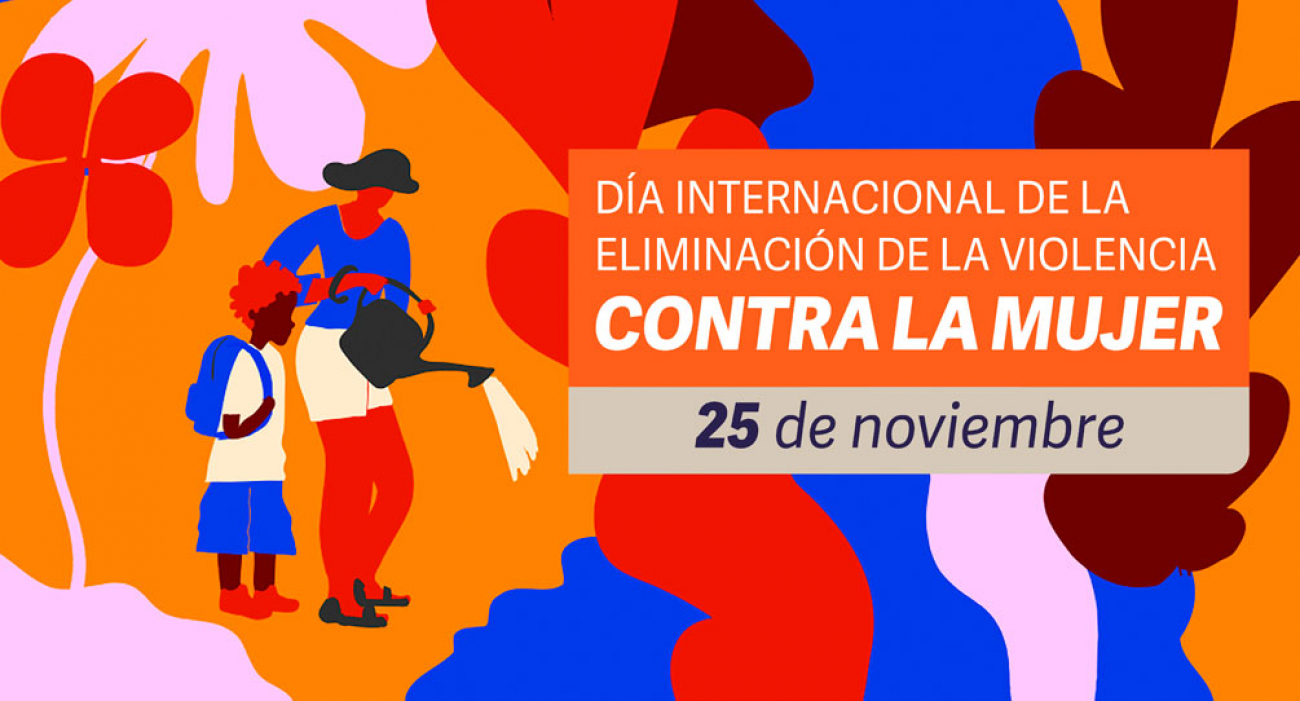 DÍA INTERNACIONAL DE LA
ELIMINACIÓN DE LA VIOLENCIA
CONTRA LA MUJER
25 de noviembre